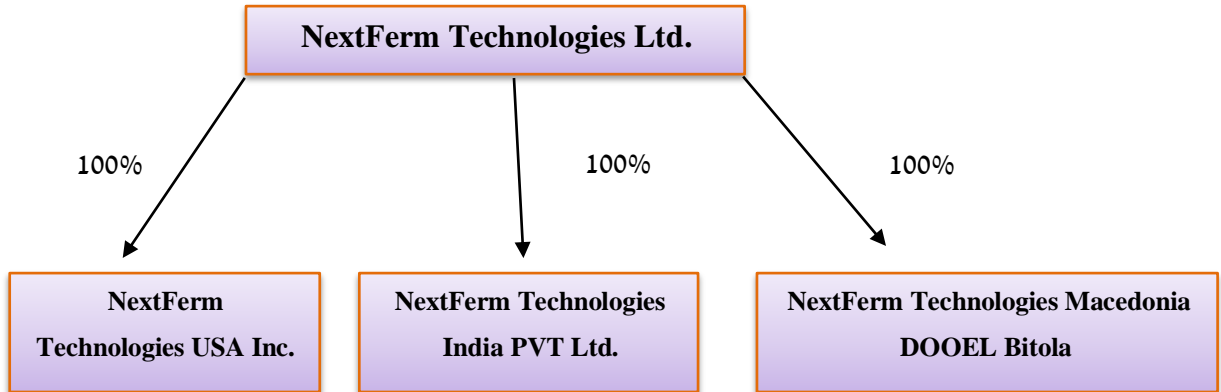 NextFerm Technologies Ltd.
100%
100%
100%
NextFerm
Technologies USA Inc.
NextFerm Technologies
India PVT Ltd.
NextFerm Technologies Macedonia
DOOEL Bitola